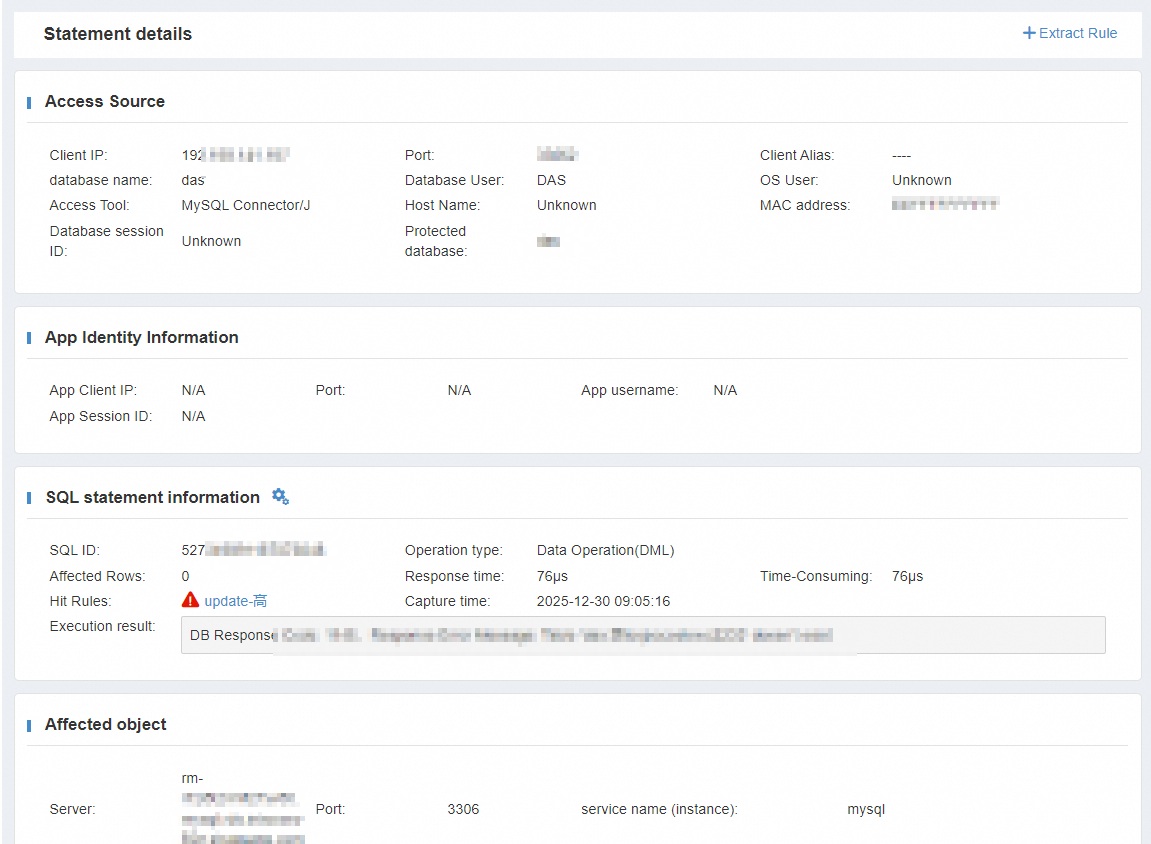 Statement details
Extract Rule
Access Source
Client IP: 192 Port: Client Alias: ----
database name: das Database User: DAS OS User: Unknown
Access Tool: MySQL Connector/J Host Name: Unknown MAC address:
Database session ID: Unknown Protected database:
App Identity Information
App Client IP: N/A Port: N/A App username: N/A
App Session ID: N/A
SQL statement information
SQL ID: 527 Operation type: Data Operation(DML)
Affected Rows: 0 Response time: 76μs Time-Consuming: 76μs
Hit Rules: update-高 Capture time: 2025-12-30 09:05:16
Execution result:
DB Response
Affected object
Server: rm- Port: 3306 service name (instance): mysql